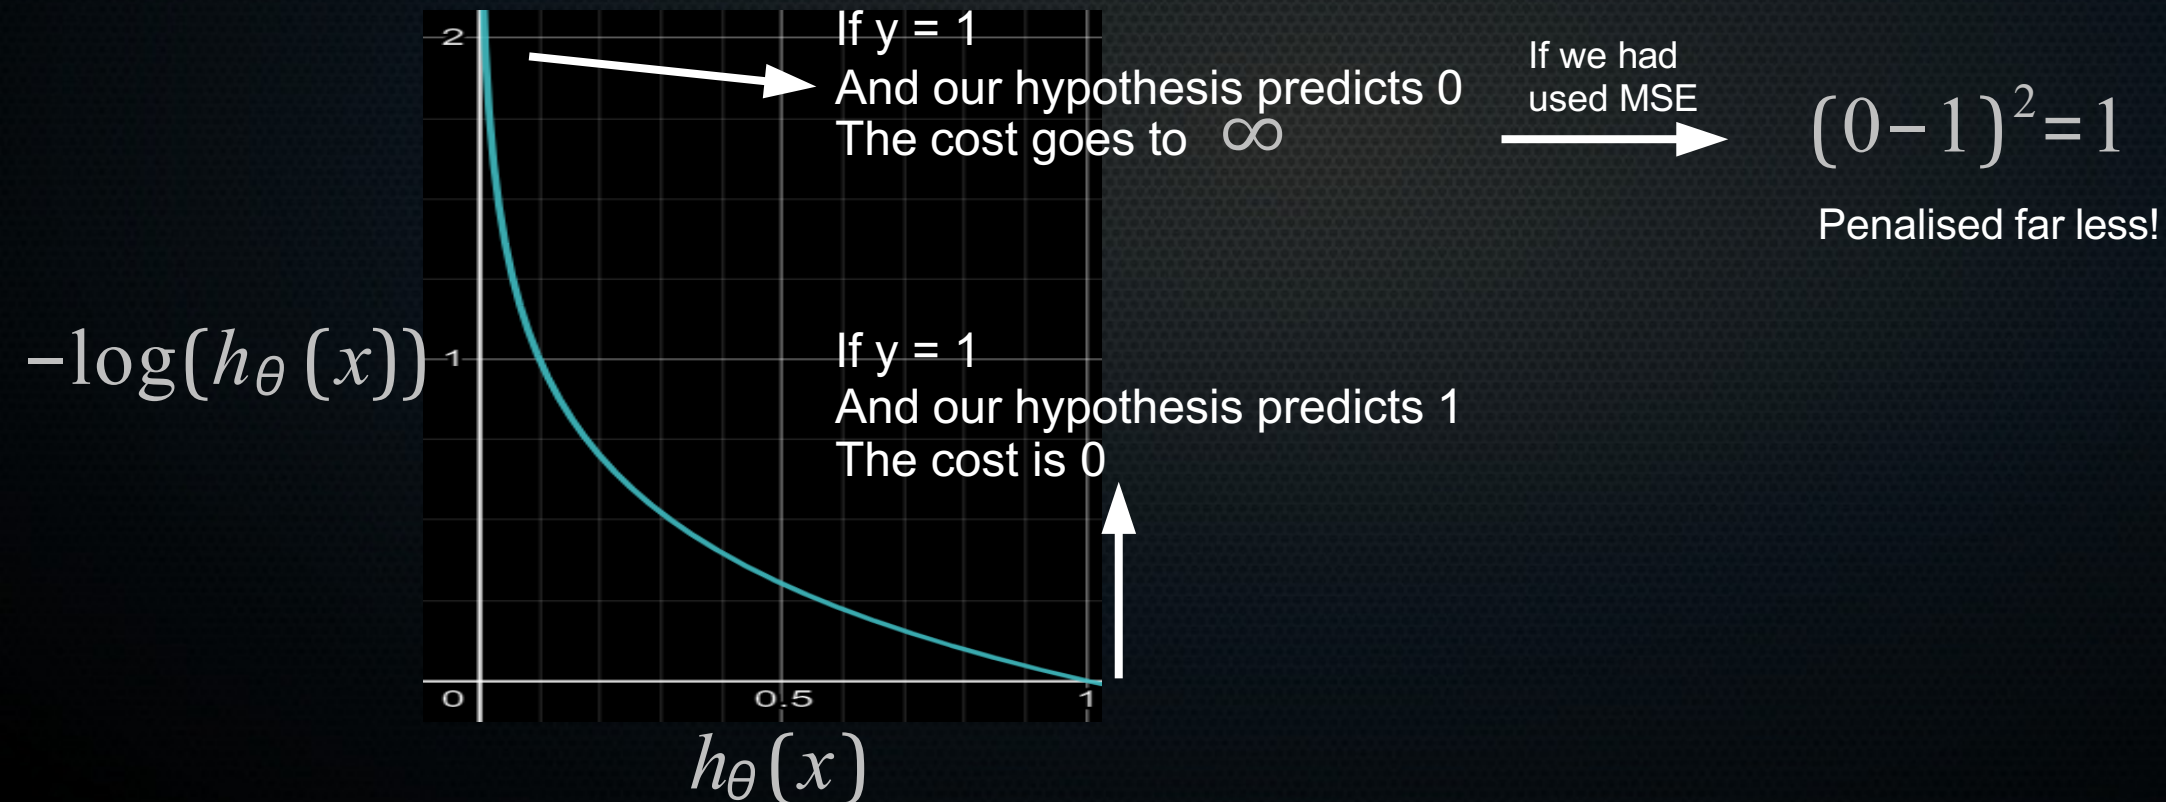 2
If y = 1
And our hypothesis predicts 0
The cost goes to ∞
If we had
used MSE
(0−1)²=1
Penalised far less!
−log(hθ(x))
1
If y = 1
And our hypothesis predicts 1
The cost is 0
0
0.5
1
hθ(x)